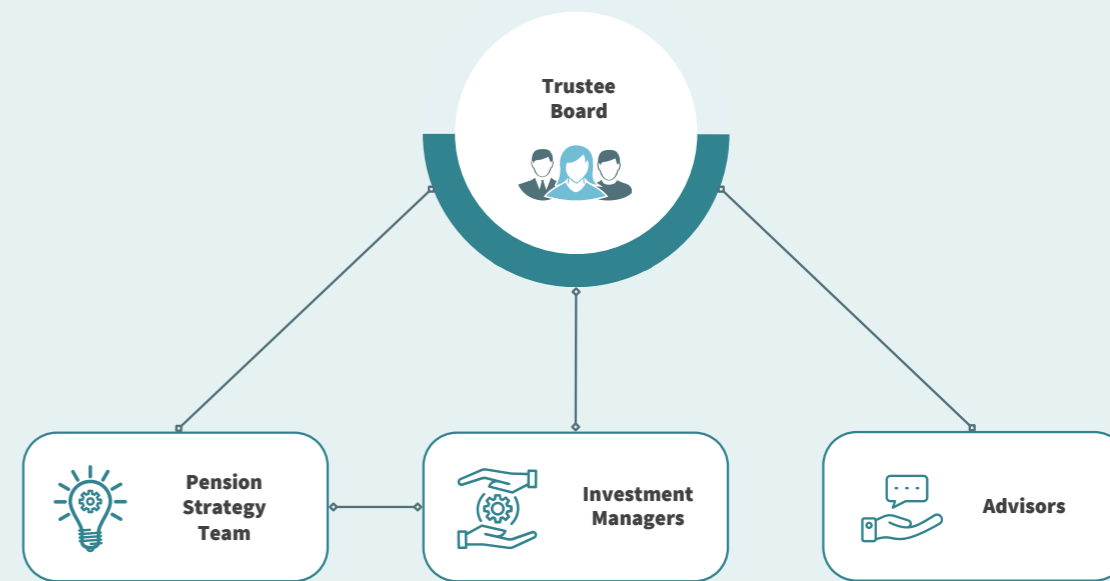 Trustee
Board
Pension
Strategy
Team
Investment
Managers
Advisors